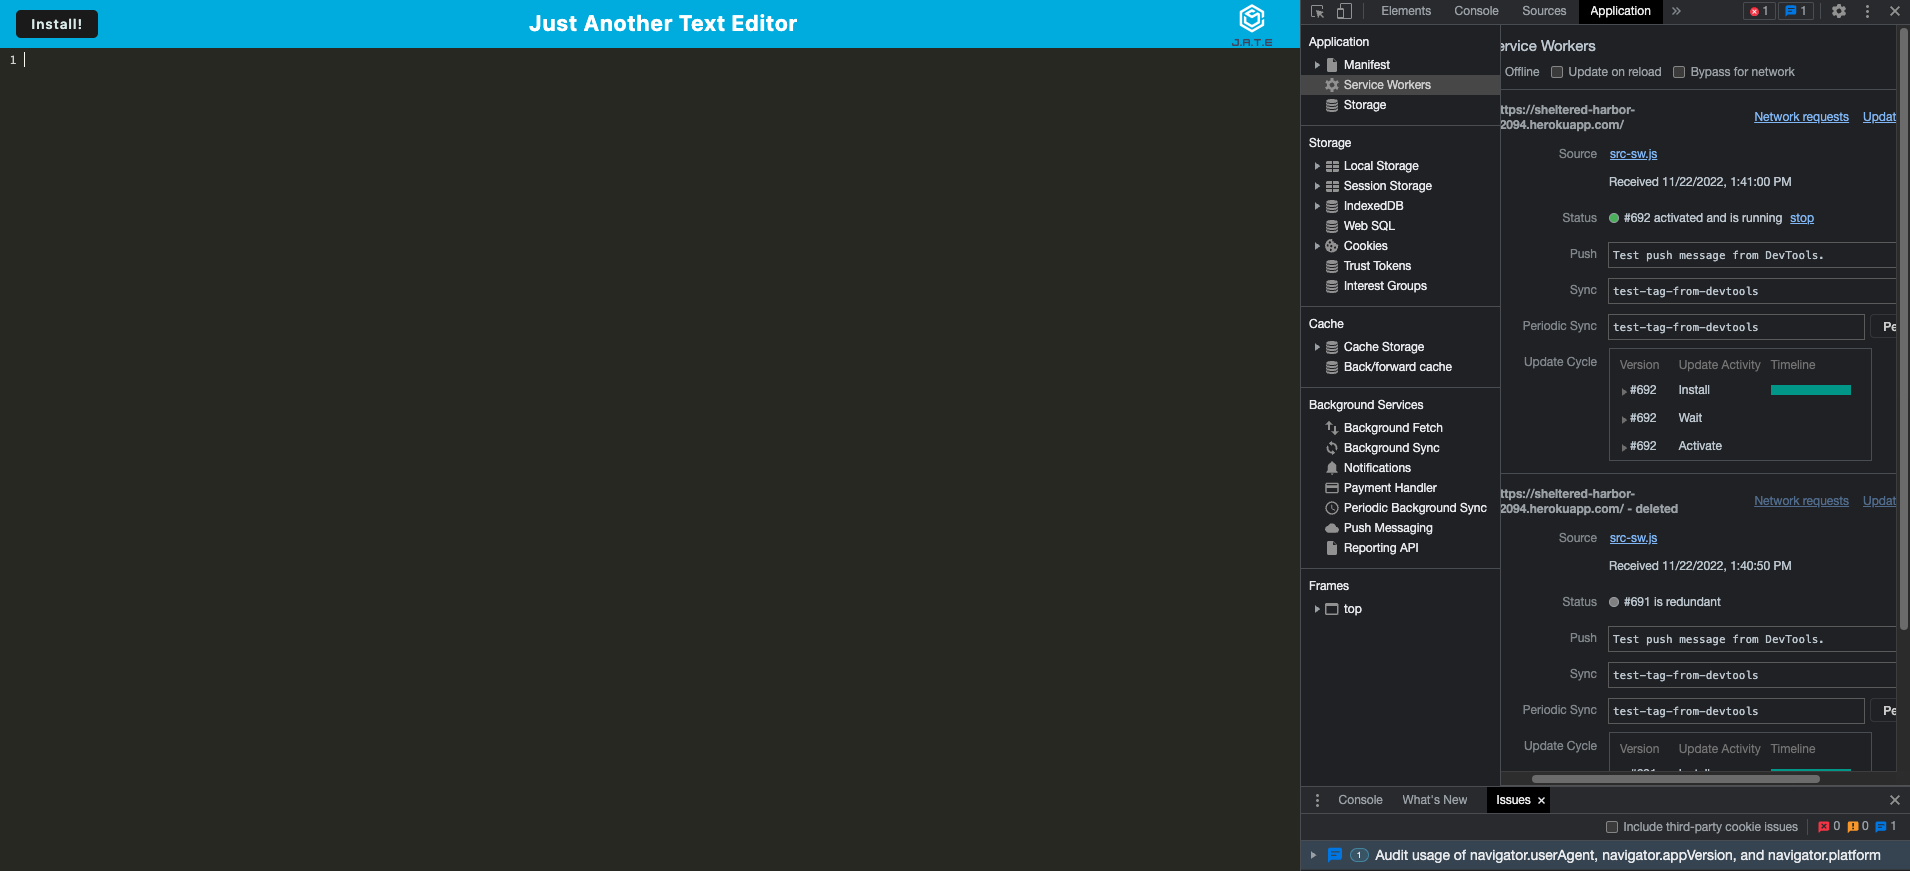 Install!
Just Another Text Editor
J.A.T.E
1
Elements Console Sources Application » 1 1
Application
Manifest
Service Workers
Storage
Storage
Local Storage
Session Storage
IndexedDB
Web SQL
Cookies
Trust Tokens
Interest Groups
Cache
Cache Storage
Back/forward cache
Background Services
Background Fetch
Background Sync
Notifications
Payment Handler
Periodic Background Sync
Push Messaging
Reporting API
Frames
top
ervice Workers
Offline Update on reload Bypass for network
ttps://sheltered-harbor-
2094.herokuapp.com/
Network requests Updat
Source src-sw.js
Received 11/22/2022, 1:41:00 PM
Status #692 activated and is running stop
Push Test push message from DevTools.
Sync test-tag-from-devtools
Periodic Sync test-tag-from-devtools Pe
Update Cycle Version Update Activity Timeline
#692 Install
#692 Wait
#692 Activate
ttps://sheltered-harbor-
2094.herokuapp.com/ - deleted
Network requests Updat
Source src-sw.js
Received 11/22/2022, 1:40:50 PM
Status #691 is redundant
Push Test push message from DevTools.
Sync test-tag-from-devtools
Periodic Sync test-tag-from-devtools Pe
Update Cycle Version Update Activity Timeline
Console What's New Issues ×
Include third-party cookie issues 0 0 1
1 Audit usage of navigator.userAgent, navigator.appVersion, and navigator.platform